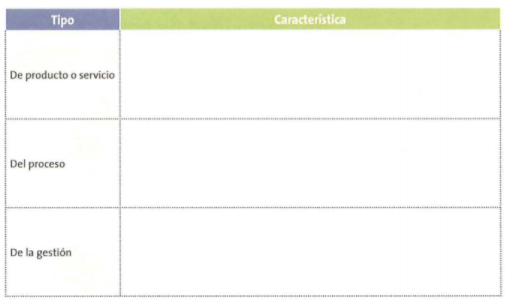 Tipo
Característica
De producto o servicio
Del proceso
De la gestión